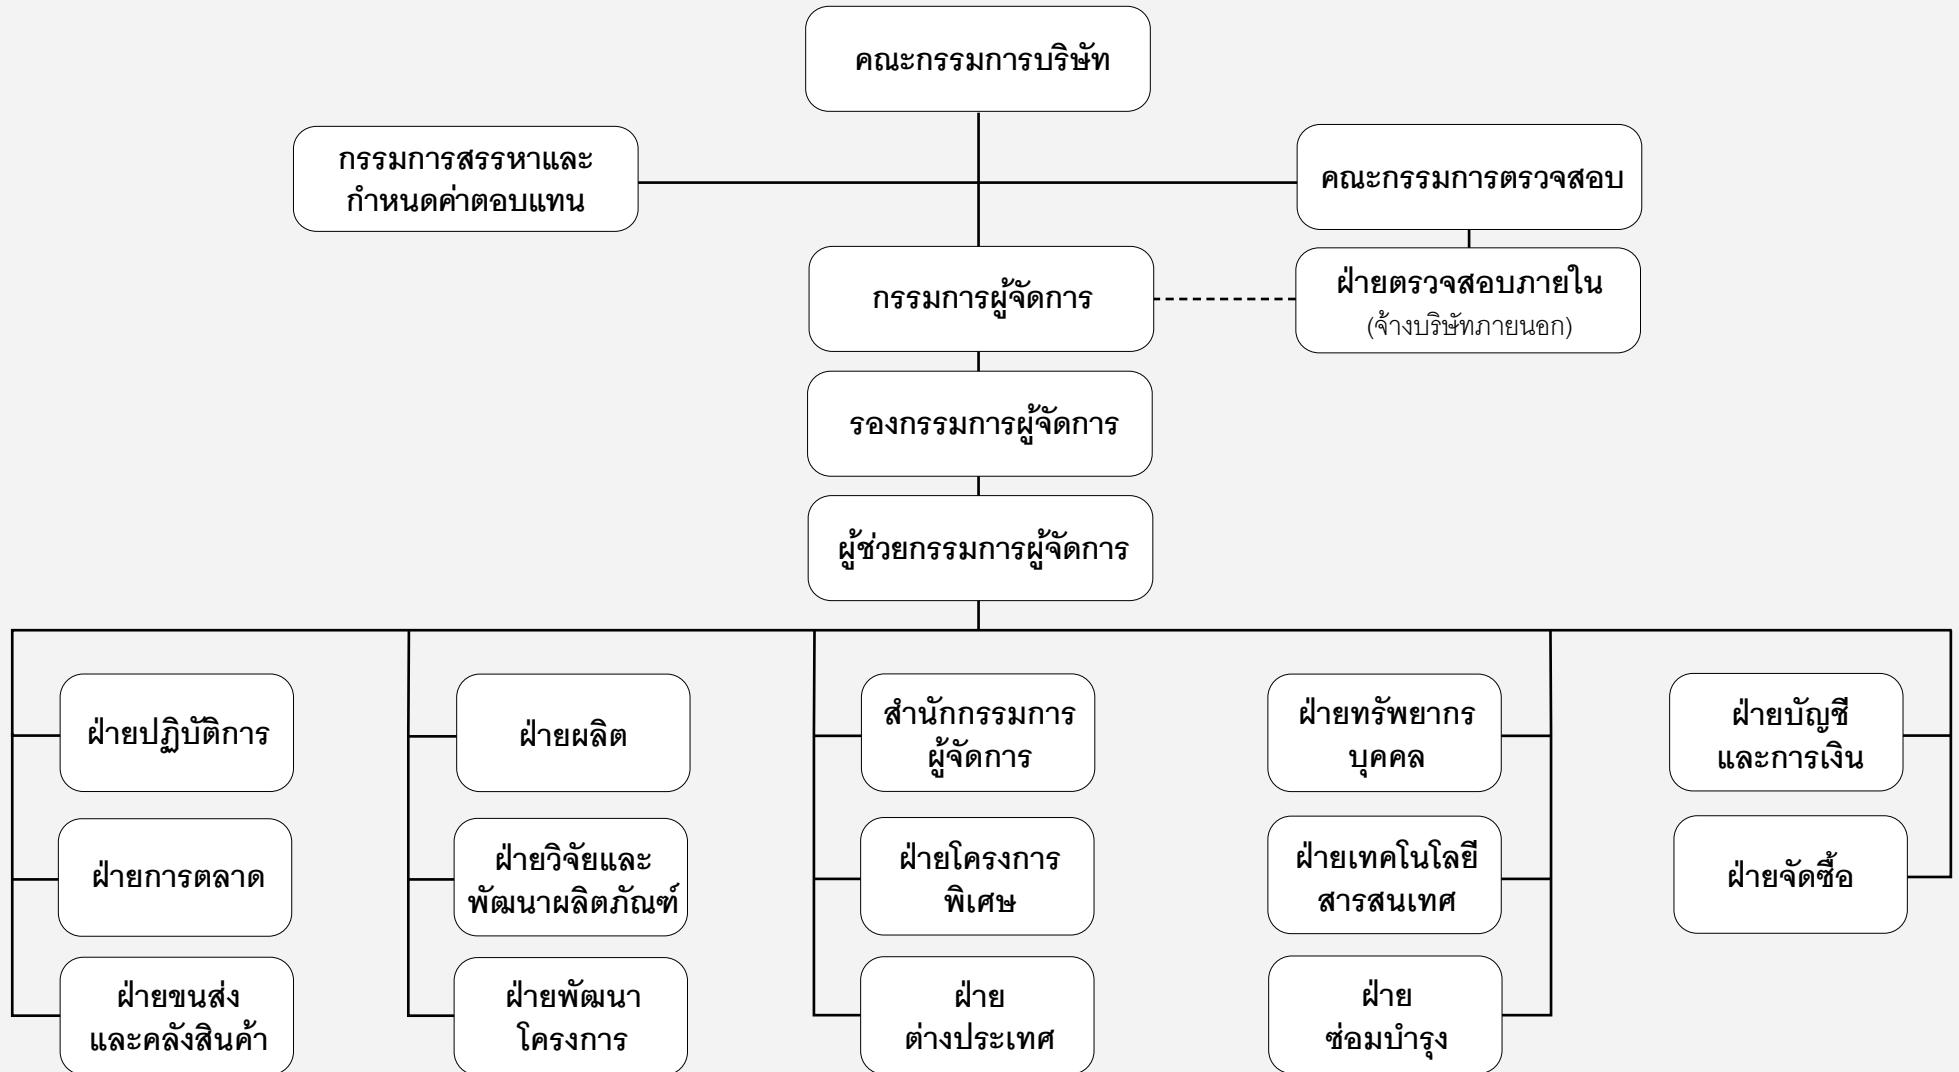 คณะกรรมการบริษัท
กรรมการสรรหาและ
กำหนดค่าตอบแทน
คณะกรรมการตรวจสอบ
กรรมการผู้จัดการ
ฝ่ายตรวจสอบภายใน
(จ้างบริษัทภายนอก)
รองกรรมการผู้จัดการ
ผู้ช่วยกรรมการผู้จัดการ
ฝ่ายปฏิบัติการ
ฝ่ายผลิต
สำนักกรรมการ
ผู้จัดการ
ฝ่ายทรัพยากร
บุคคล
ฝ่ายบัญชี
และการเงิน
ฝ่ายการตลาด
ฝ่ายวิจัยและ
พัฒนาผลิตภัณฑ์
ฝ่ายโครงการ
พิเศษ
ฝ่ายเทคโนโลยี
สารสนเทศ
ฝ่ายจัดซื้อ
ฝ่ายขนส่ง
และคลังสินค้า
ฝ่ายพัฒนา
โครงการ
ฝ่าย
ต่างประเทศ
ฝ่าย
ซ่อมบำรุง